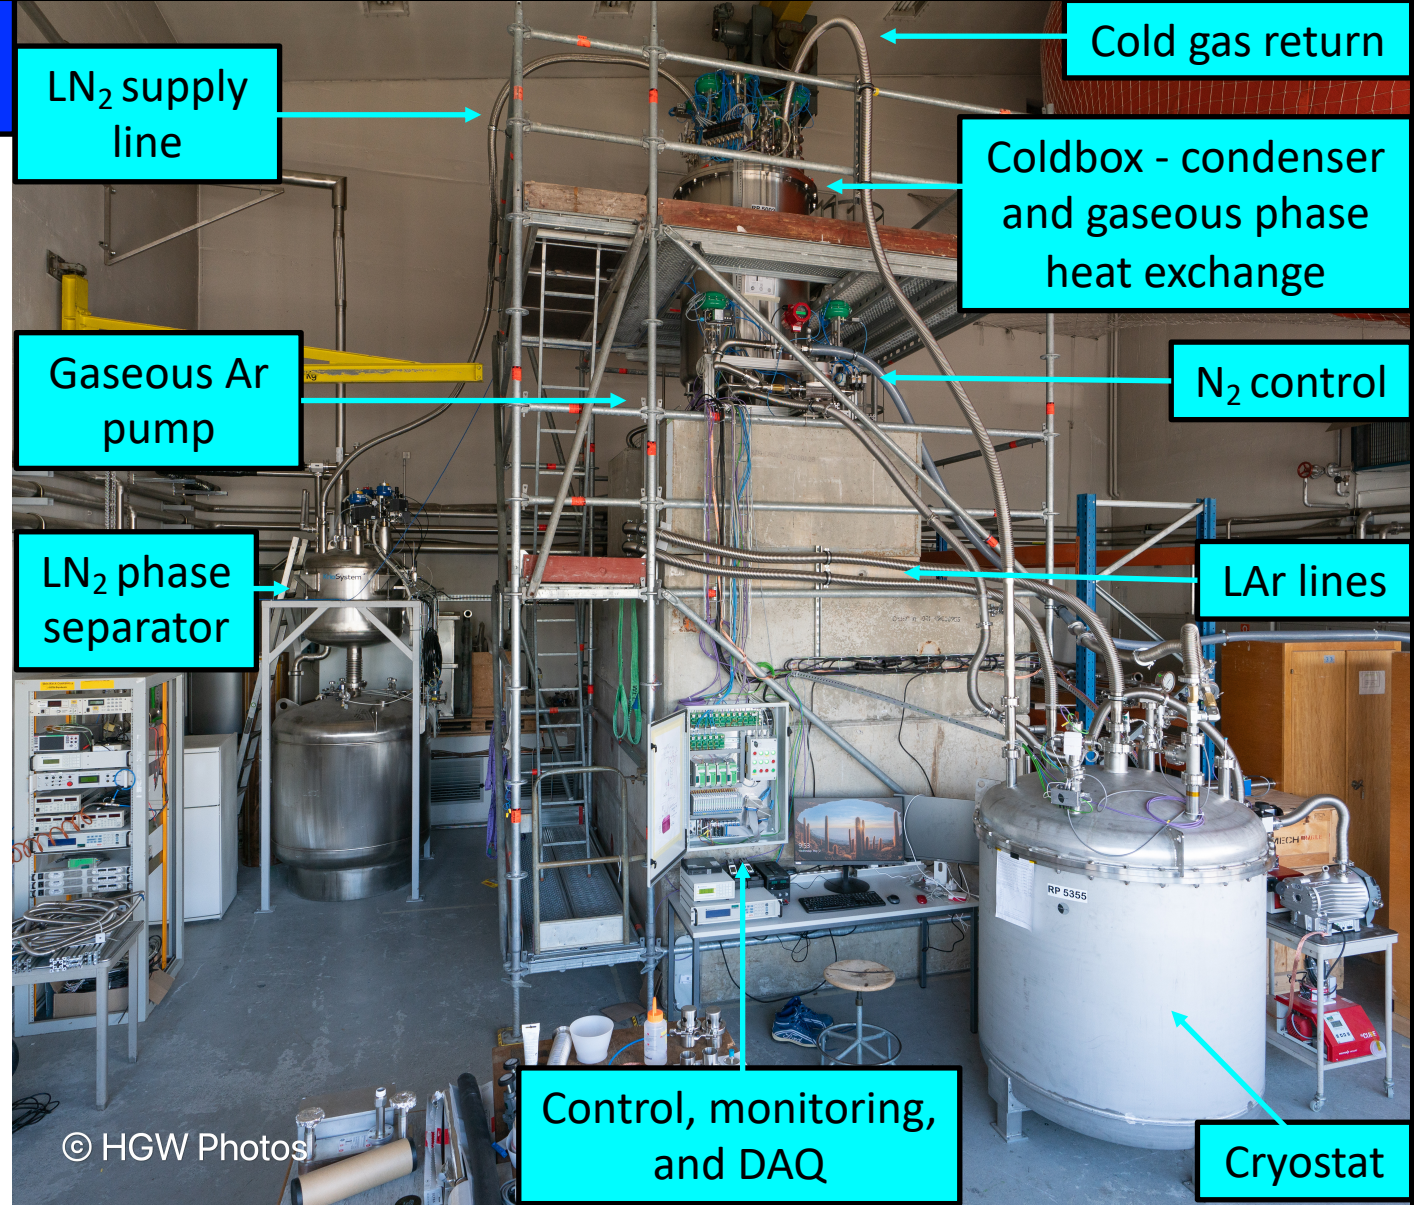 Cold gas return
LN₂ supply
line
Coldbox - condenser
and gaseous phase
heat exchange
Gaseous Ar
pump
N₂ control
LN₂ phase
separator
LAr lines
RP 5355
Control, monitoring,
and DAQ
Cryostat
© HGW Photos